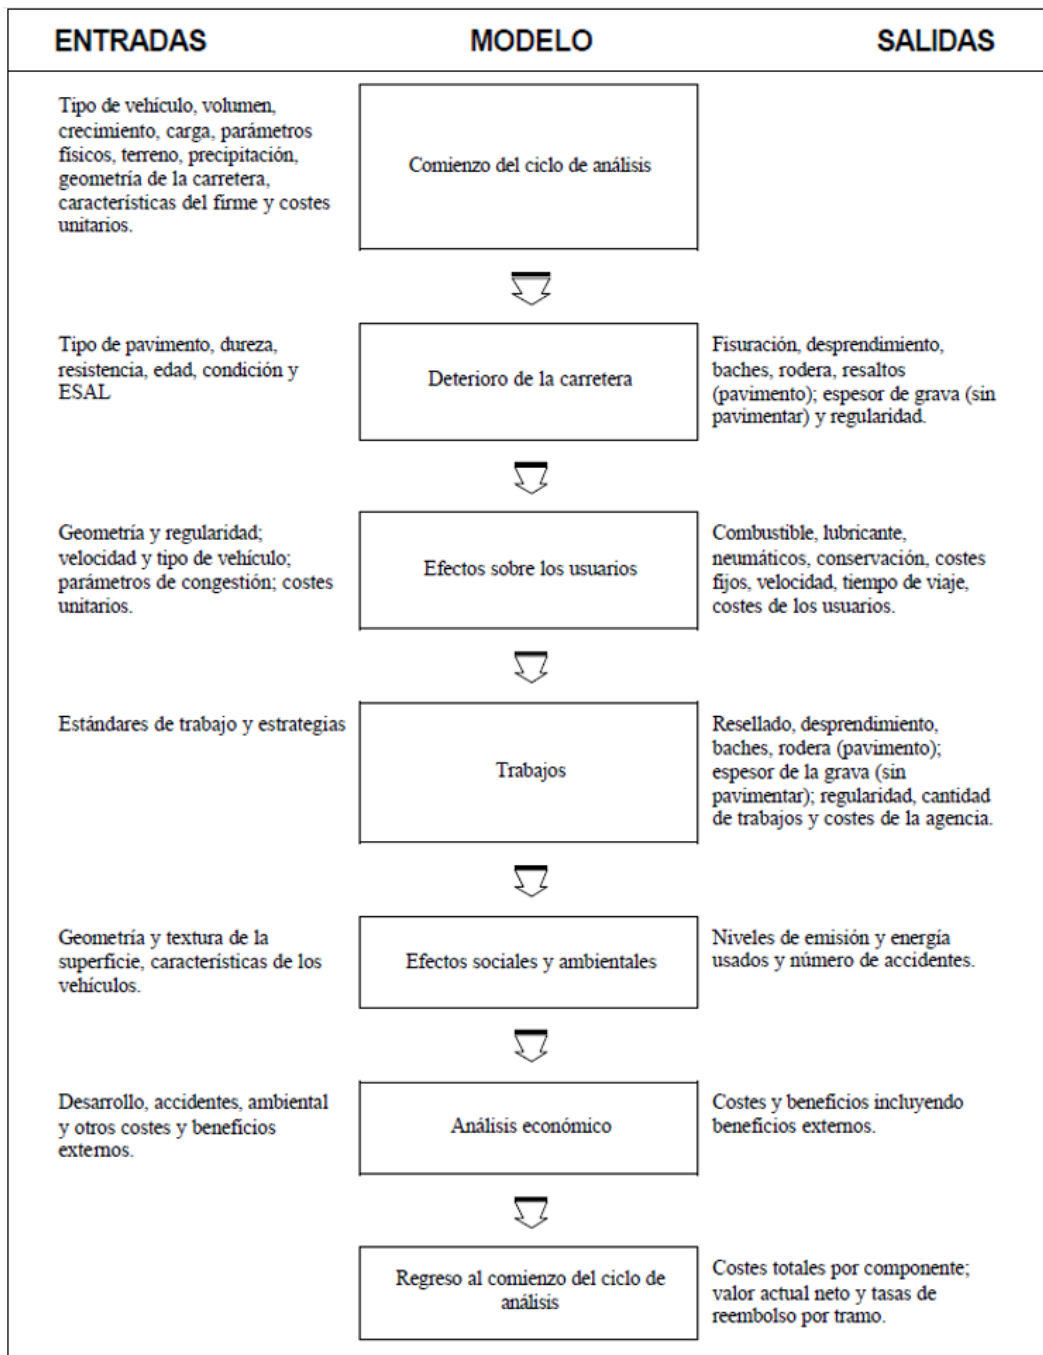 ENTRADAS
MODELO
SALIDAS
Tipo de vehículo, volumen,
crecimiento, carga, parámetros
físicos, terreno, precipitación,
geometría de la carretera,
características del firme y costes
unitarios.
Comienzo del ciclo de análisis
Tipo de pavimento, dureza,
resistencia, edad, condición y
ESAL
Deterioro de la carretera
Fisuración, desprendimiento,
baches, rodera, resaltos
(pavimento); espesor de grava (sin
pavimentar) y regularidad.
Geometría y regularidad;
velocidad y tipo de vehículo;
parámetros de congestión; costes
unitarios.
Efectos sobre los usuarios
Combustible, lubricante,
neumáticos, conservación, costes
fijos, velocidad, tiempo de viaje,
costes de los usuarios.
Estándares de trabajo y estrategias
Trabajos
Resellado, desprendimiento,
baches, rodera (pavimento);
espesor de la grava (sin
pavimentar); regularidad, cantidad
de trabajos y costes de la agencia.
Geometría y textura de la
superficie, características de los
vehículos.
Efectos sociales y ambientales
Niveles de emisión y energía
usados y número de accidentes.
Desarrollo, accidentes, ambiental
y otros costes y beneficios
externos.
Análisis económico
Costes y beneficios incluyendo
beneficios externos.
Regreso al comienzo del ciclo de
análisis
Costes totales por componente;
valor actual neto y tasas de
reembolso por tramo.